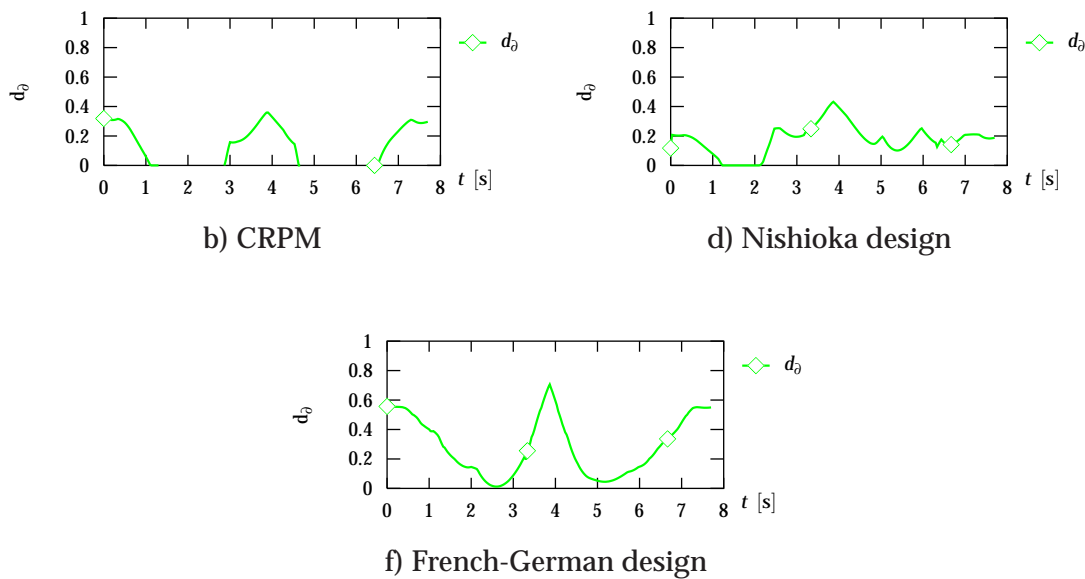 1
0.8
0.6
0.4
0.2
0
d∂
0 1 2 3 4 5 6 7 8
t [s]
d∂
b) CRPM
1
0.8
0.6
0.4
0.2
0
d∂
0 1 2 3 4 5 6 7 8
t [s]
d∂
d) Nishioka design
1
0.8
0.6
0.4
0.2
0
d∂
0 1 2 3 4 5 6 7 8
t [s]
d∂
f) French-German design